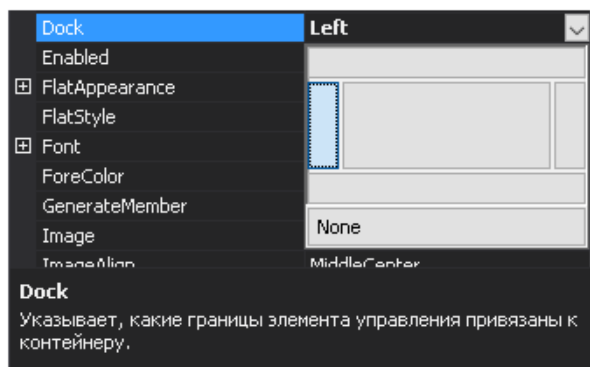 Dock Left
Enabled
FlatAppearance
FlatStyle
Font
ForeColor
GenerateMember
Image None
ImageAlign MiddleCenter
Dock
Указывает, какие границы элемента управления привязаны к
контейнеру.